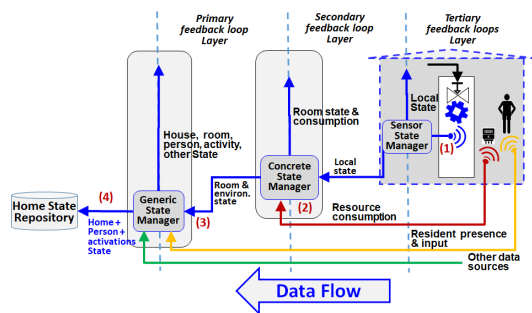 Primary
feedback loop
Layer
Secondary
feedback loop
Layer
Tertiary
feedback loops
Layer
Local
State
Room state &
consumption
House, room,
person, activity,
other State
Sensor
State
Manager
(1)
Local
state
Concrete
State
Manager
(2)
Room &
environ.
state
(3)
Generic
State
Manager
(4)
Home State
Repository
Home +
Person +
activations
State
Resource
consumption
Resident presence
& input
Other data
sources
Data Flow